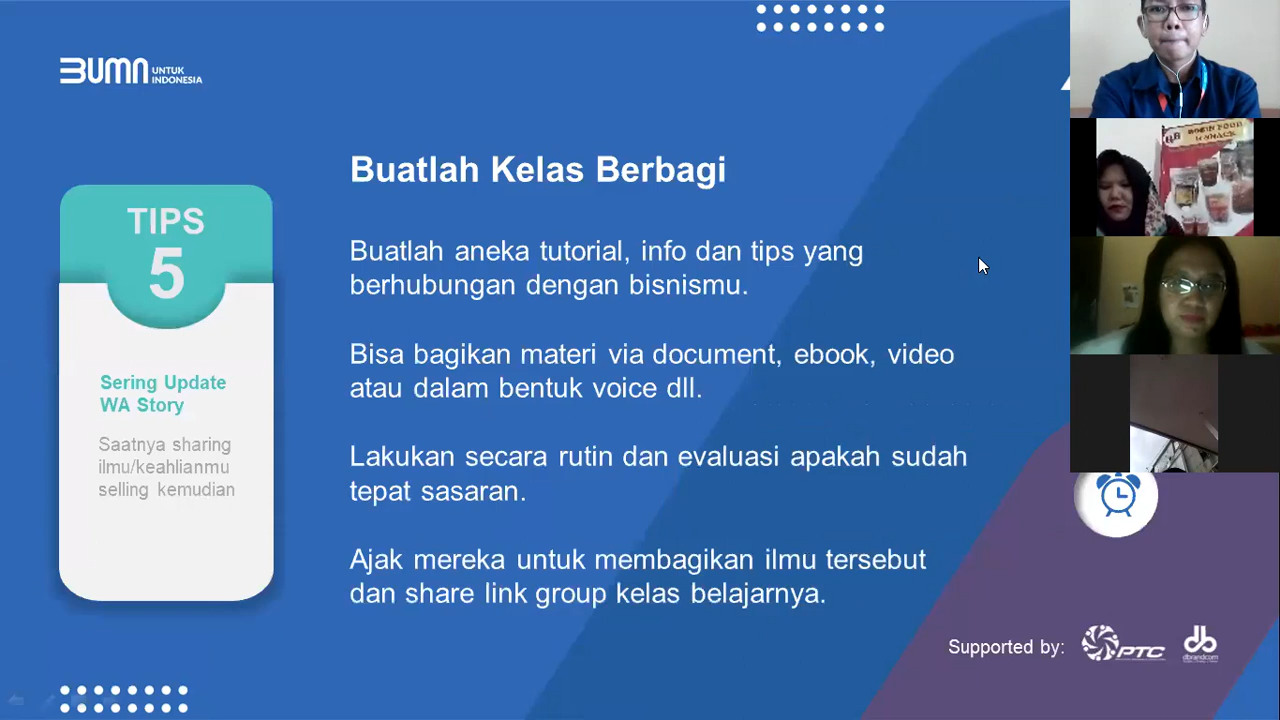 BUMN UNTUK
INDONESIA
Buatlah Kelas Berbagi
TIPS
5
Sering Update
WA Story
Saatnya sharing
ilmu/keahlianmu
selling kemudian
Buatlah aneka tutorial, info dan tips yang
berhubungan dengan bisnismu.
Bisa bagikan materi via document, ebook, video
atau dalam bentuk voice dll.
Lakukan secara rutin dan evaluasi apakah sudah
tepat sasaran.
Ajak mereka untuk membagikan ilmu tersebut
dan share link group kelas belajarnya.
Supported by:
PTC
db
dbrandcom